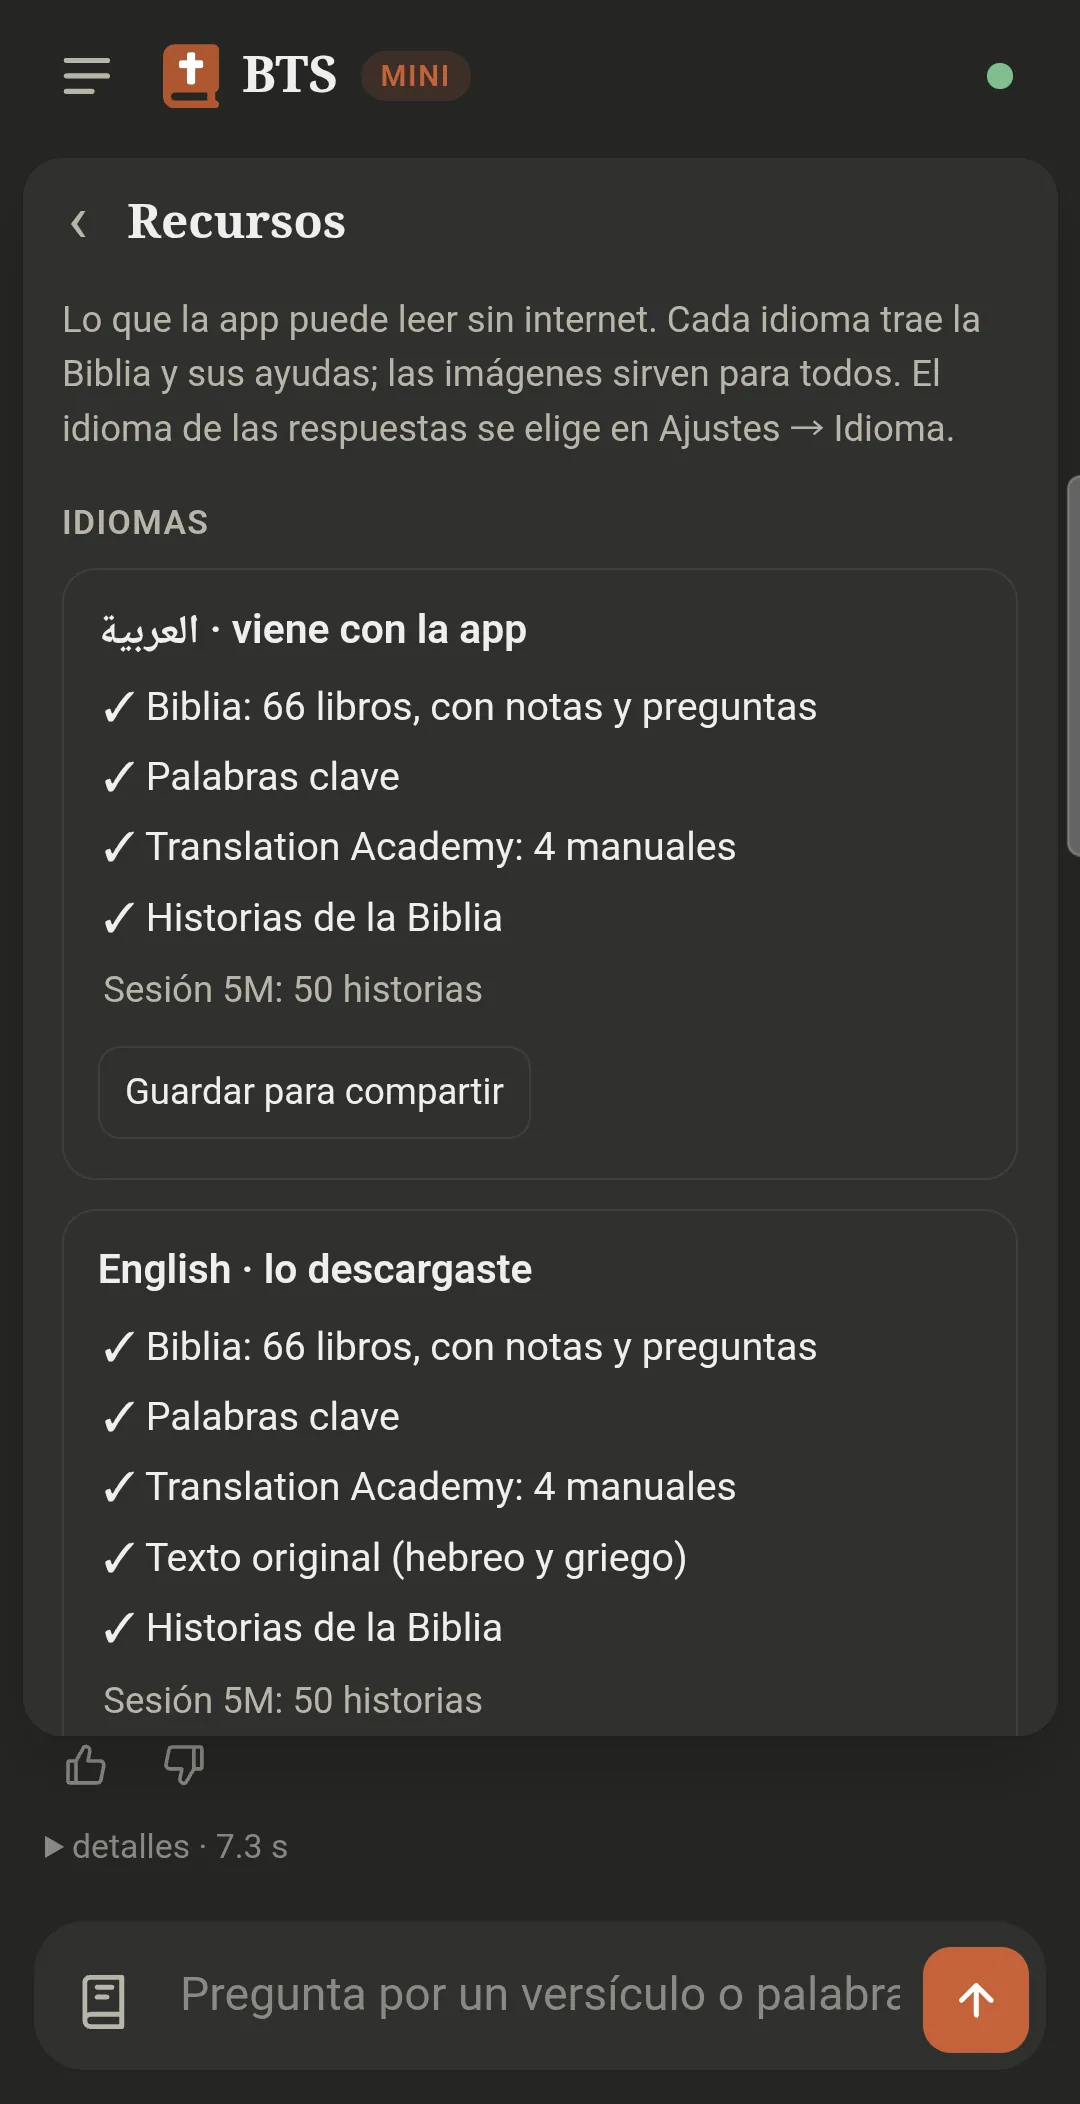 BTS MINI
Recursos
Lo que la app puede leer sin internet. Cada idioma trae la
Biblia y sus ayudas; las imágenes sirven para todos. El
idioma de las respuestas se elige en Ajustes → Idioma.
IDIOMAS
العربية · viene con la app
✓ Biblia: 66 libros, con notas y preguntas
✓ Palabras clave
✓ Translation Academy: 4 manuales
✓ Historias de la Biblia
Sesión 5M: 50 historias
Guardar para compartir
English · lo descargaste
✓ Biblia: 66 libros, con notas y preguntas
✓ Palabras clave
✓ Translation Academy: 4 manuales
✓ Texto original (hebreo y griego)
✓ Historias de la Biblia
Sesión 5M: 50 historias
detalles · 7.3 s
Pregunta por un versículo o palabra